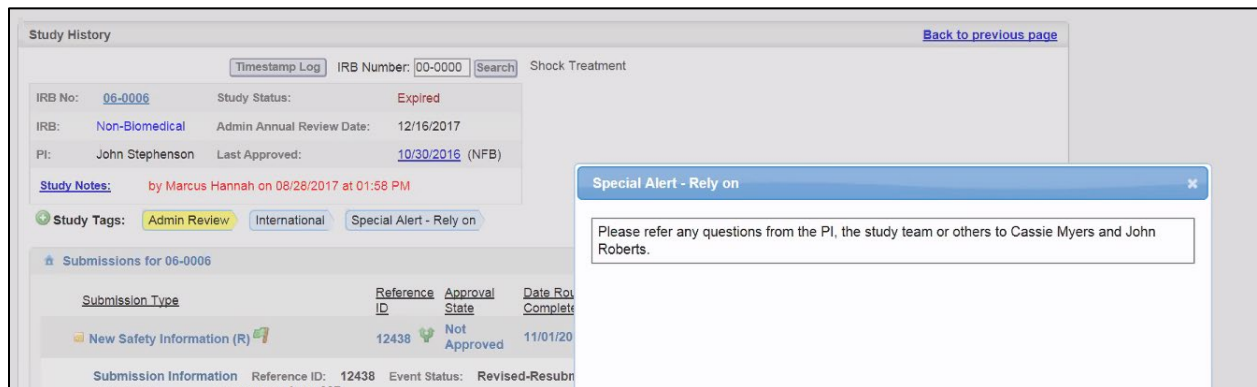 Study History Back to previous page
Timestamp Log IRB Number: 00-0000 Search Shock Treatment
IRB No: 06-0006 Study Status: Expired
IRB: Non-Biomedical Admin Annual Review Date: 12/16/2017
PI: John Stephenson Last Approved: 10/30/2016 (NFB)
Study Notes: by Marcus Hannah on 08/28/2017 at 01:58 PM
Study Tags: Admin Review International Special Alert - Rely on
Special Alert - Rely on
Please refer any questions from the PI, the study team or others to Cassie Myers and John
Roberts.
Submissions for 06-0006
Submission Type Reference ID Approval State Date Rou Complete
New Safety Information (R) 12438 Not Approved 11/01/20
Submission Information Reference ID: 12438 Event Status: Revised-Resubm